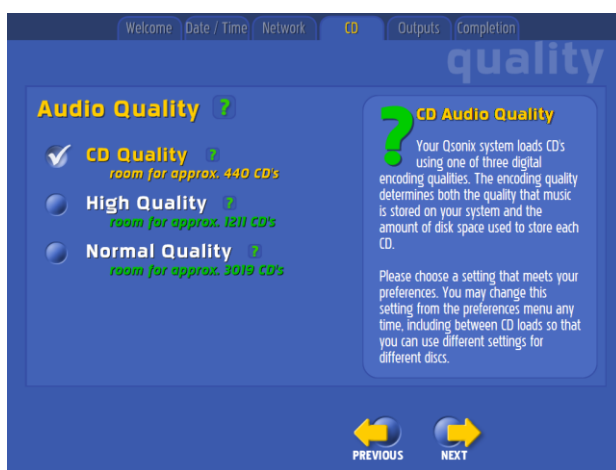 Welcome Date / Time Network CD Outputs Completion
quality
Audio Quality ?
CD Quality ?
room for approx. 440 CD's
High Quality ?
room for approx. 1211 CD's
Normal Quality ?
room for approx. 3019 CD's
? CD Audio Quality
Your Qsonix system loads CD's
using one of three digital
encoding qualities. The encoding quality
determines both the quality that music
is stored on your system and the
amount of disk space used to store each
CD.
Please choose a setting that meets your
preferences. You may change this
setting from the preferences menu any
time, including between CD loads so that
you can use different settings for
different discs.
PREVIOUS NEXT